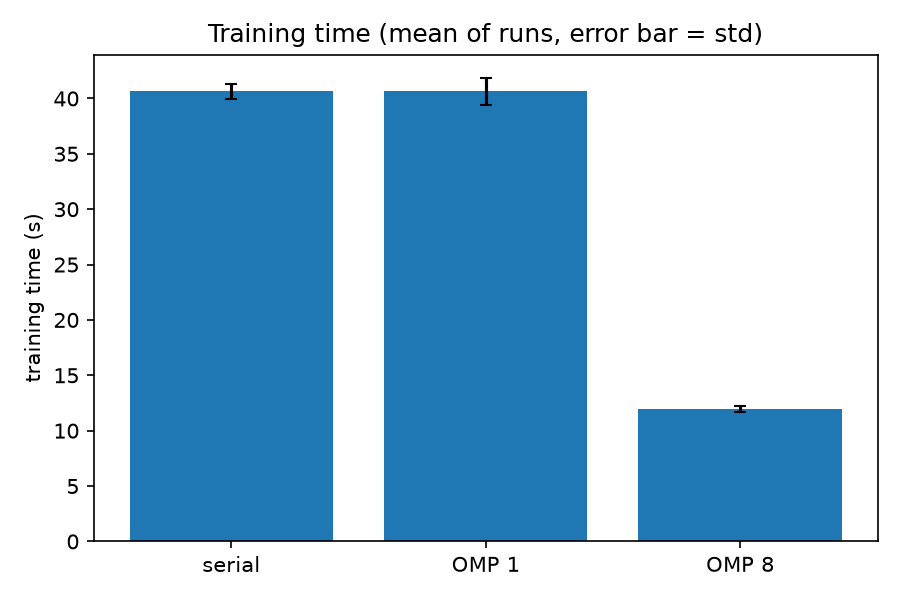 Training time (mean of runs, error bar = std)
training time (s)
40
35
30
25
20
15
10
5
0
serial
OMP 1
OMP 8